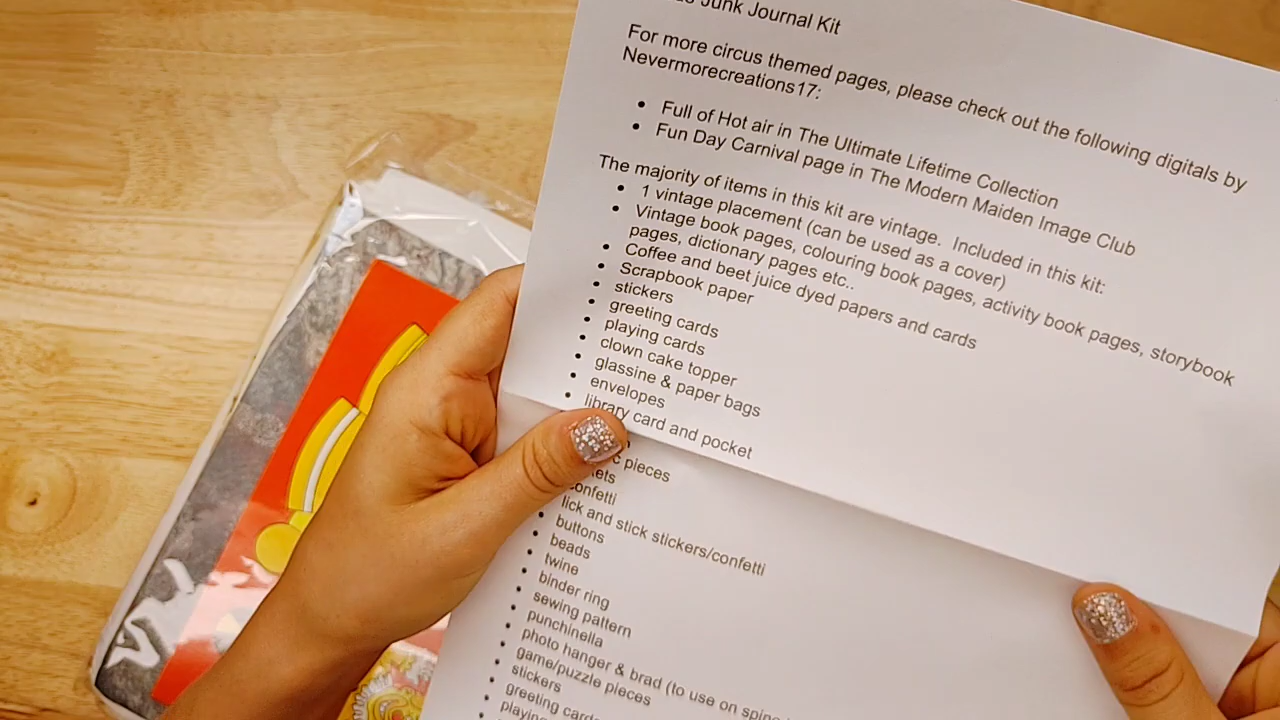 Junk Journal Kit
For more circus themed pages, please check out the following digitals by
Nevermorecreations17:
• Full of Hot air in The Ultimate Lifetime Collection
• Fun Day Carnival page in The Modern Maiden Image Club
The majority of items in this kit are vintage. Included in this kit:
• 1 vintage placement (can be used as a cover)
• Vintage book pages, colouring book pages, activity book pages, storybook
pages, dictionary pages etc..
• Coffee and beet juice dyed papers and cards
• Scrapbook paper
• stickers
• greeting cards
• playing cards
• clown cake topper
• glassine & paper bags
• envelopes
• library card and pocket
pieces
confetti
lick and stick stickers/confetti
• buttons
• beads
• twine
• binder ring
• sewing pattern
• punchinella
• photo hanger & brad (to use on spine
• game/puzzle pieces
• stickers
• greeting cards
• playing